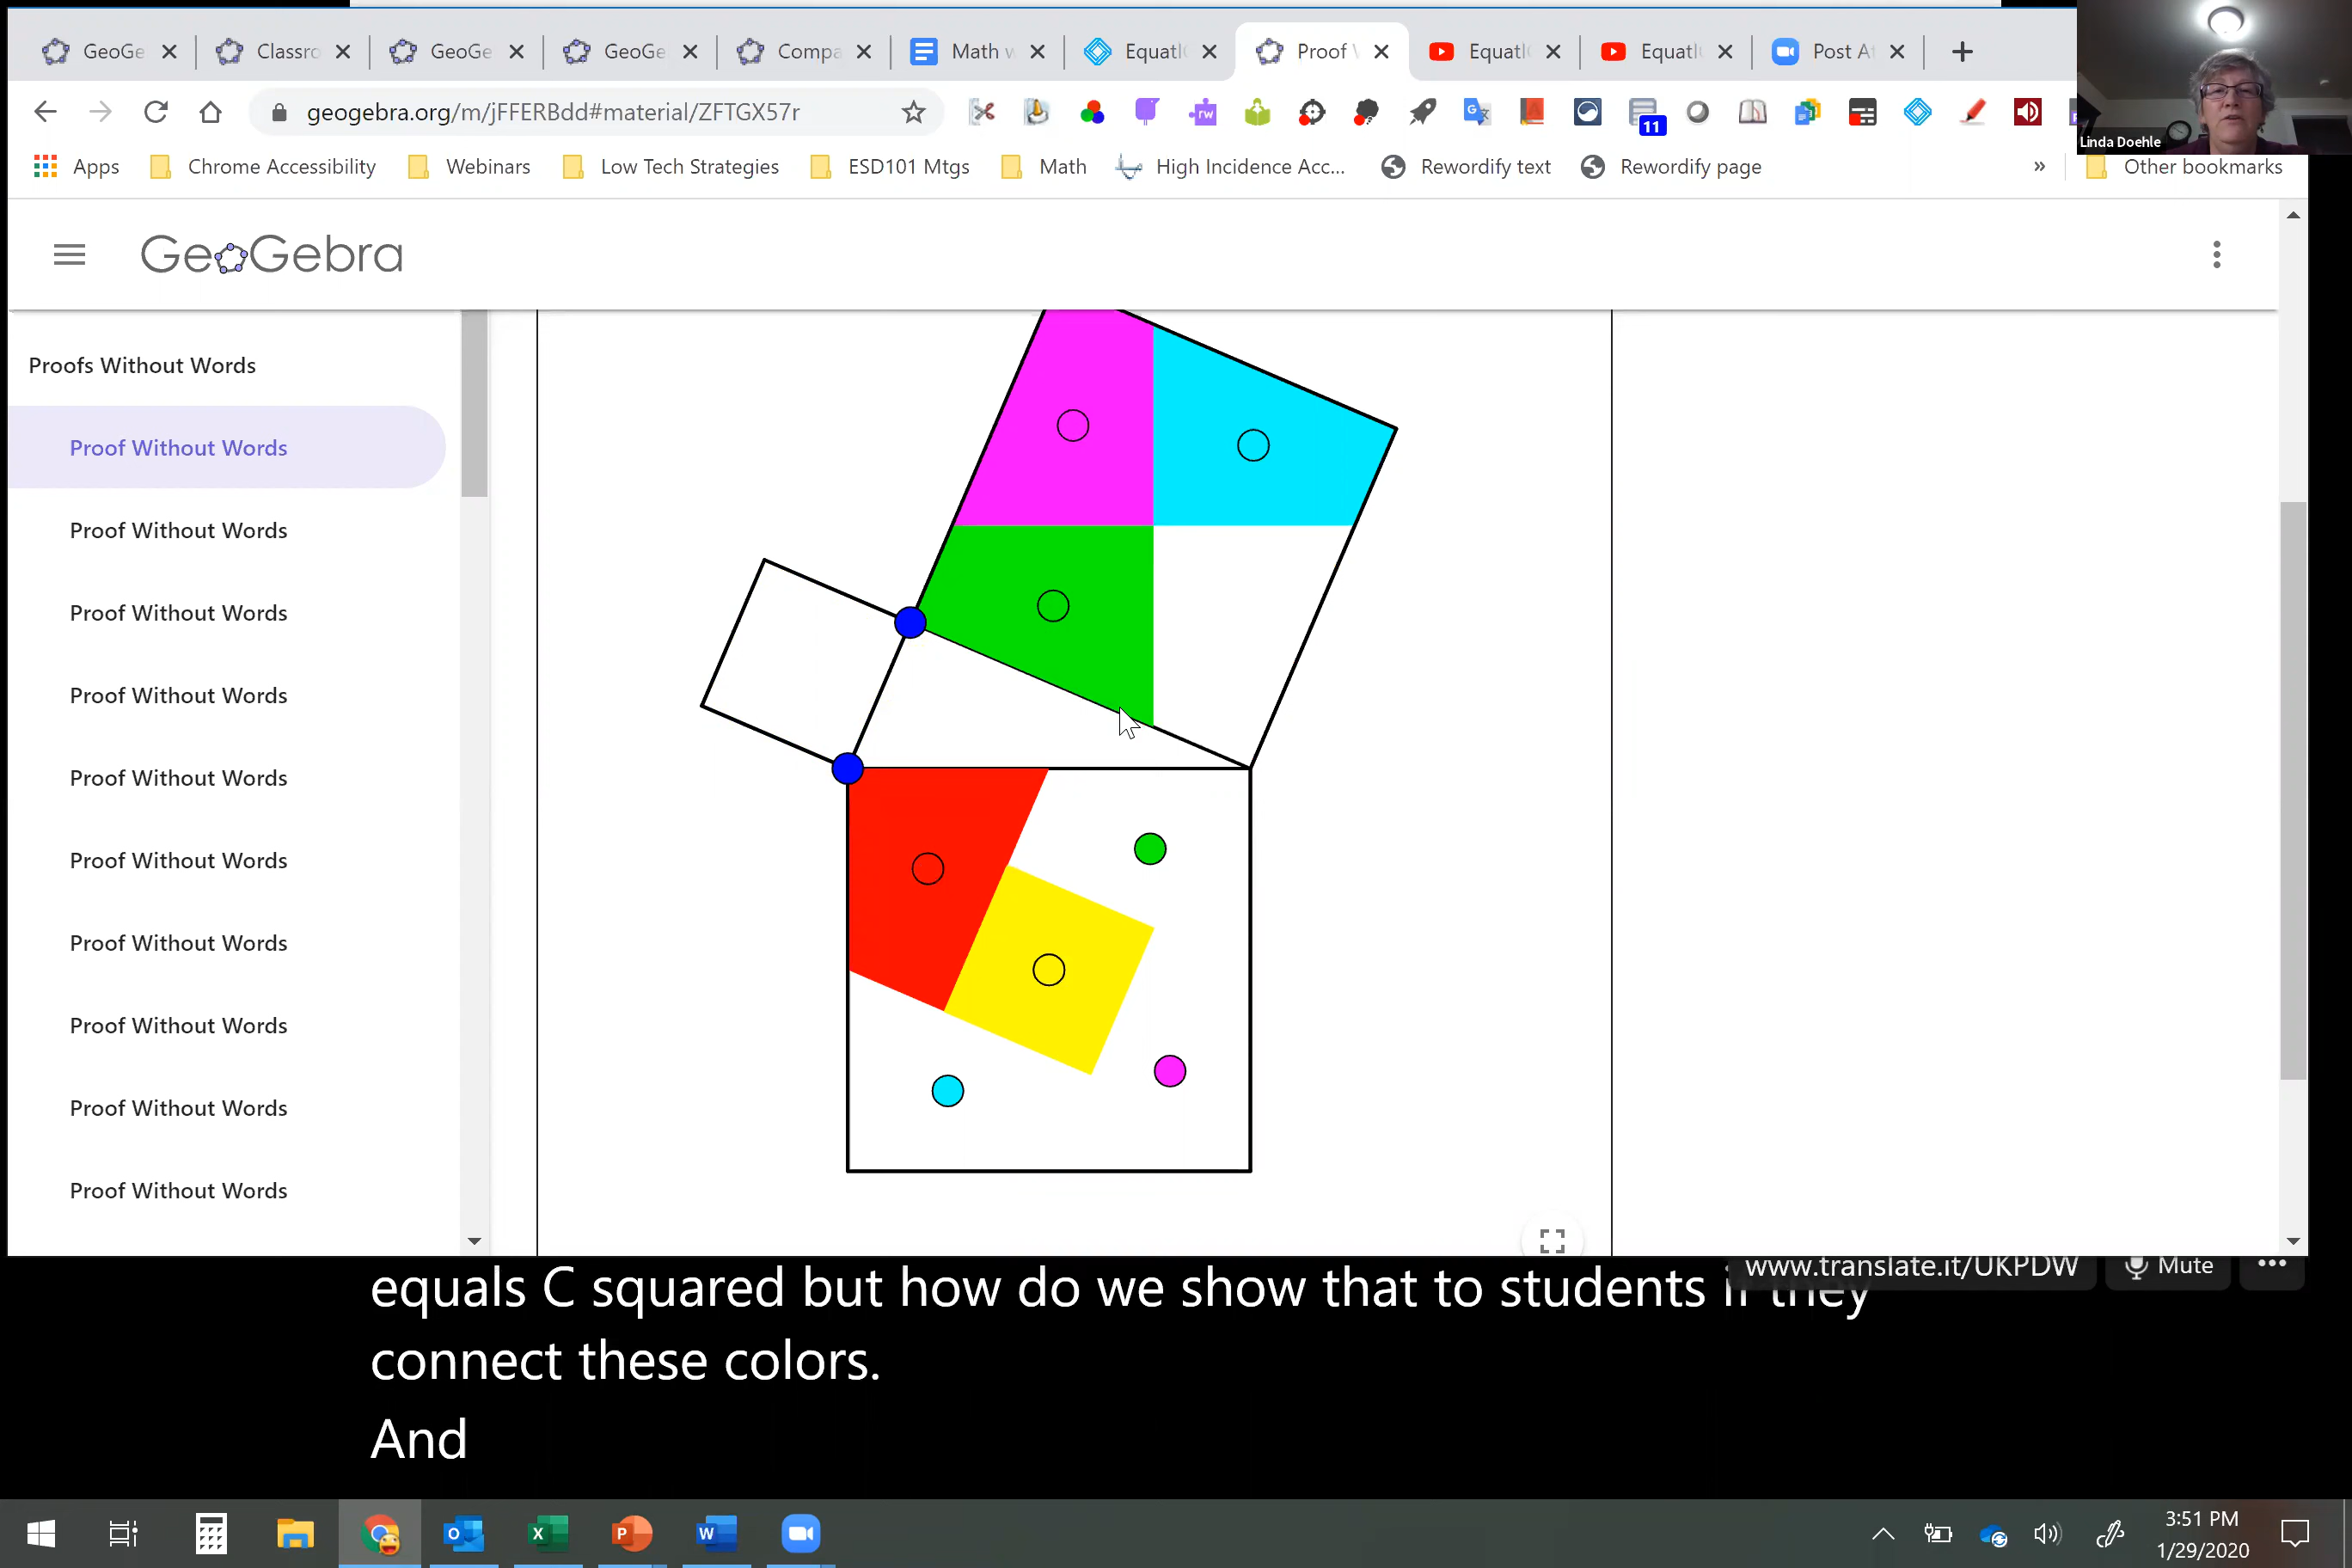 GeoGe
Classro
GeoGe
GeoGe
Compa
Math w
EquatI
Proof
EquatI
EquatI
Post A
geogebra.org/m/jFFERBdd#material/ZFTGX57r
rw
11
Linda Doehle
Apps
Chrome Accessibility
Webinars
Low Tech Strategies
ESD101 Mtgs
Math
High Incidence Acc...
Rewordify text
Rewordify page
»
Other bookmarks
GeoGebra
Proofs Without Words
Proof Without Words
Proof Without Words
Proof Without Words
Proof Without Words
Proof Without Words
Proof Without Words
Proof Without Words
Proof Without Words
Proof Without Words
Proof Without Words
www.translate.it/UKPDW
Mute
equals C squared but how do we show that to students if they
connect these colors.
And
3:51 PM
1/29/2020